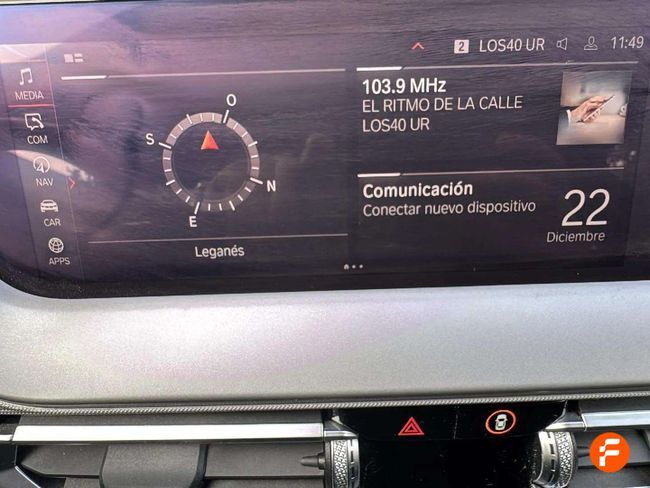 2 LOS40 UR 11:49
MEDIA
COM
NAV
CAR
APPS
O
S
N
E
Leganés
103.9 MHz
EL RITMO DE LA CALLE
LOS40 UR
Comunicación
Conectar nuevo dispositivo
22
Diciembre